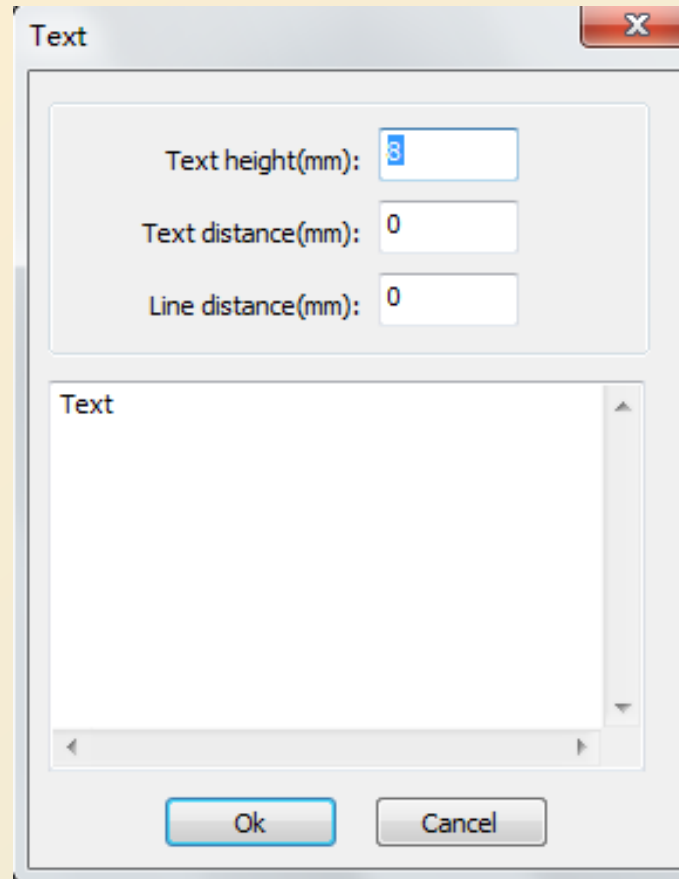 Text
Text height(mm): 8
Text distance(mm): 0
Line distance(mm): 0
Text
Ok Cancel